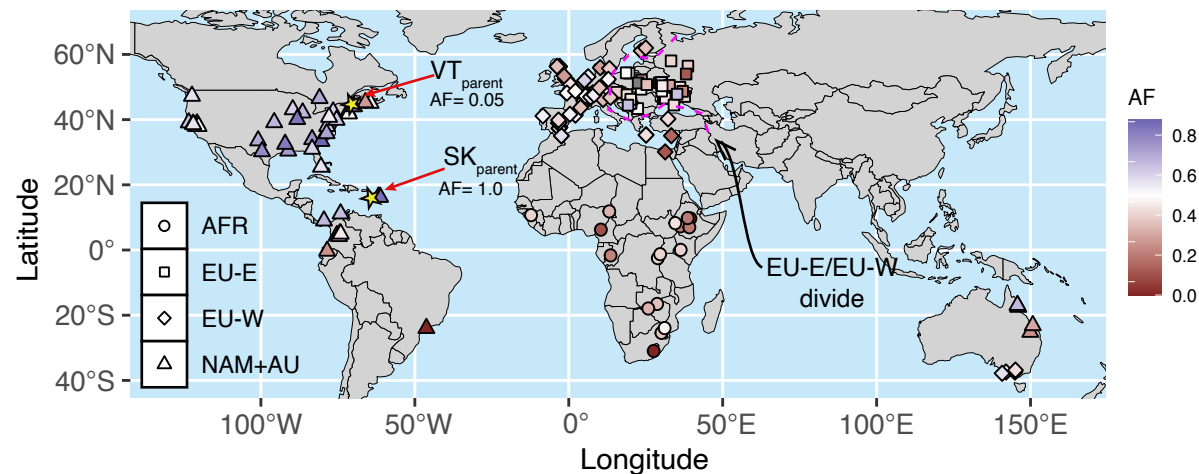 60°N
40°N
20°N
0°
20°S
40°S
Latitude
100°W
50°W
0°
50°E
100°E
150°E
Longitude
VTparent
AF= 0.05
SKparent
AF= 1.0
EU-E/EU-W
divide
AFR
EU-E
EU-W
NAM+AU
AF
0.8
0.6
0.4
0.2
0.0